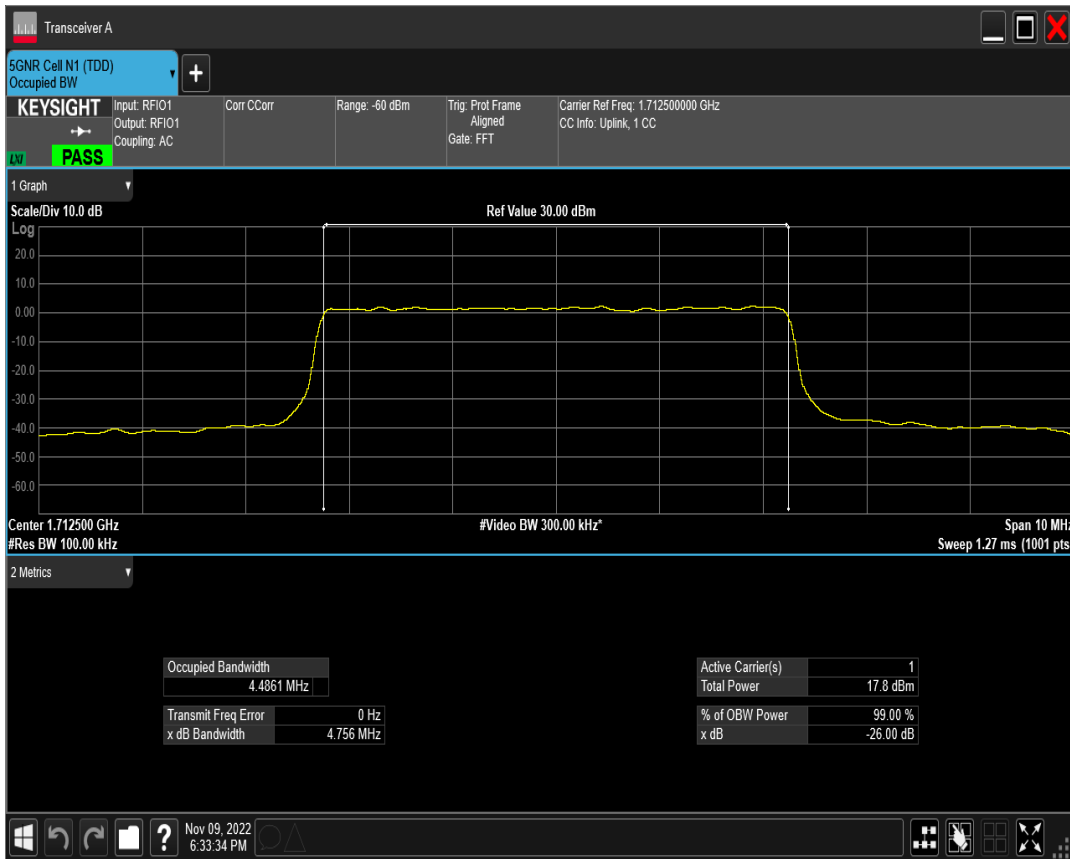 Transceiver A
5GNR Cell N1 (TDD)
Occupied BW
+
KEYSIGHT
LXI
PASS
Input: RFIO1
Output: RFIO1
Coupling: AC
Corr CCorr
Range: -60 dBm
Trig: Prot Frame
Aligned
Gate: FFT
Carrier Ref Freq: 1.712500000 GHz
CC Info: Uplink, 1 CC
1 Graph
Scale/Div 10.0 dB
Ref Value 30.00 dBm
Log
20.0
10.0
0.00
-10.0
-20.0
-30.0
-40.0
-50.0
-60.0
Center 1.712500 GHz
#Video BW 300.00 kHz*
Span 10 MHz
#Res BW 100.00 kHz
Sweep 1.27 ms (1001 pts
2 Metrics
Occupied Bandwidth
4.4861 MHz
Transmit Freq Error 0 Hz
x dB Bandwidth 4.756 MHz
Active Carrier(s) 1
Total Power 17.8 dBm
% of OBW Power 99.00 %
x dB -26.00 dB
?
Nov 09, 2022
6:33:34 PM